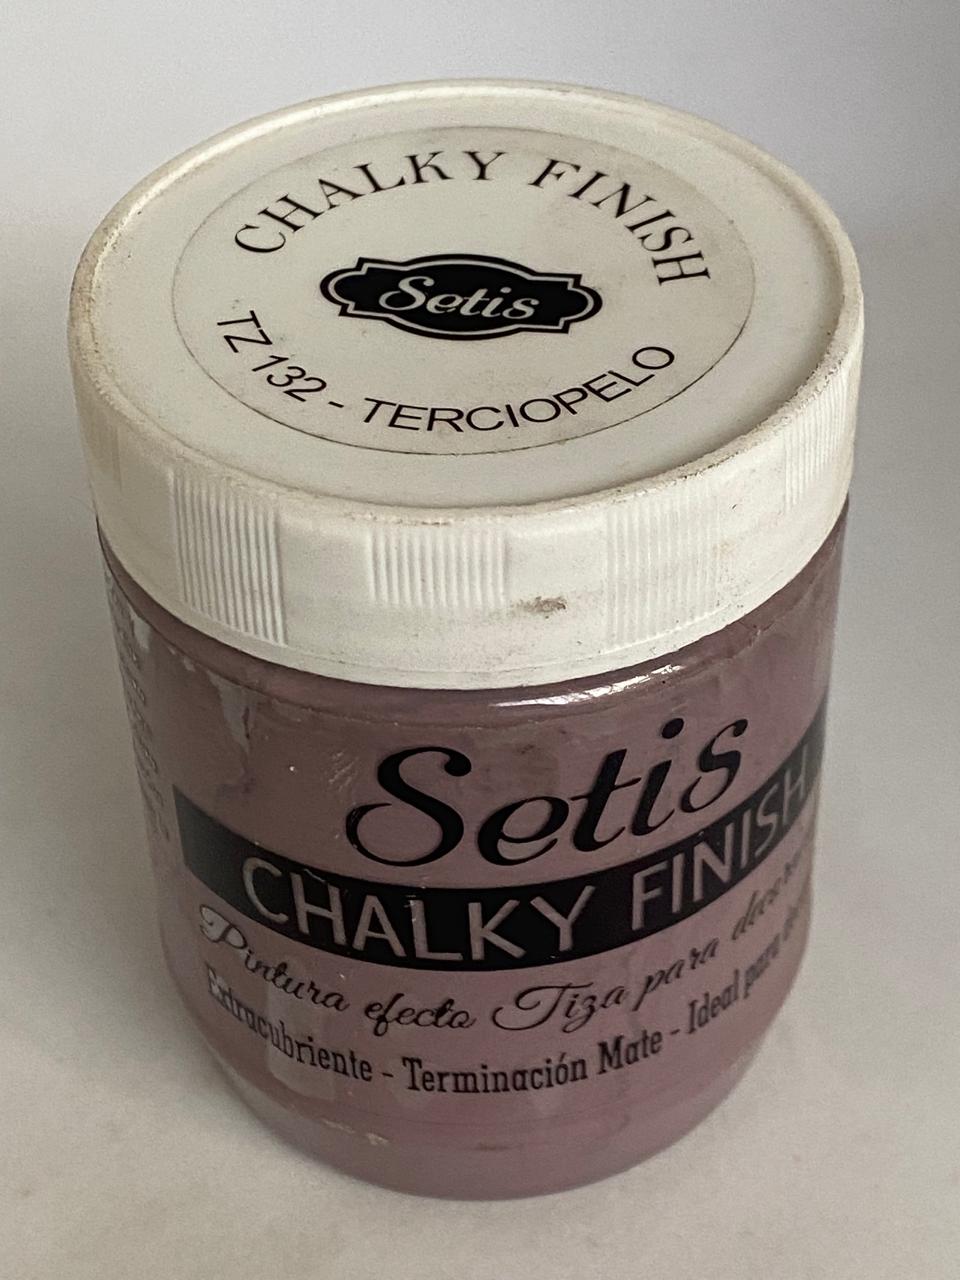 CHALKY FINISH
Setis
TZ 132 - TERCIOPELO
Setis
CHALKY FINISH
Pintura efecto Tiza para
Extracubriente - Terminación Mate - Ideal para